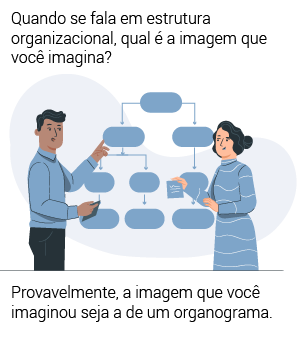 Quando se fala em estrutura
organizacional, qual é a imagem que
você imagina?
Provavelmente, a imagem que você
imaginou seja a de um organograma.